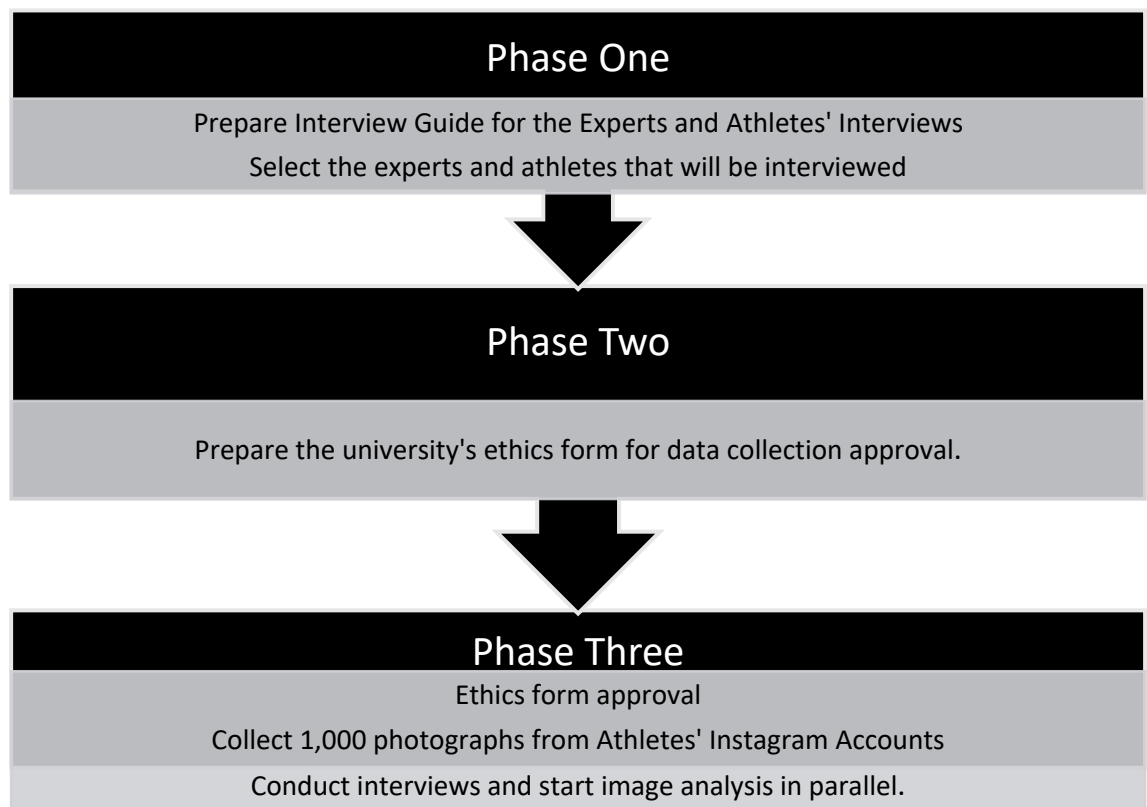 Phase One
Prepare Interview Guide for the Experts and Athletes' Interviews
Select the experts and athletes that will be interviewed
Phase Two
Prepare the university's ethics form for data collection approval.
Phase Three
Ethics form approval
Collect 1,000 photographs from Athletes' Instagram Accounts
Conduct interviews and start image analysis in parallel.